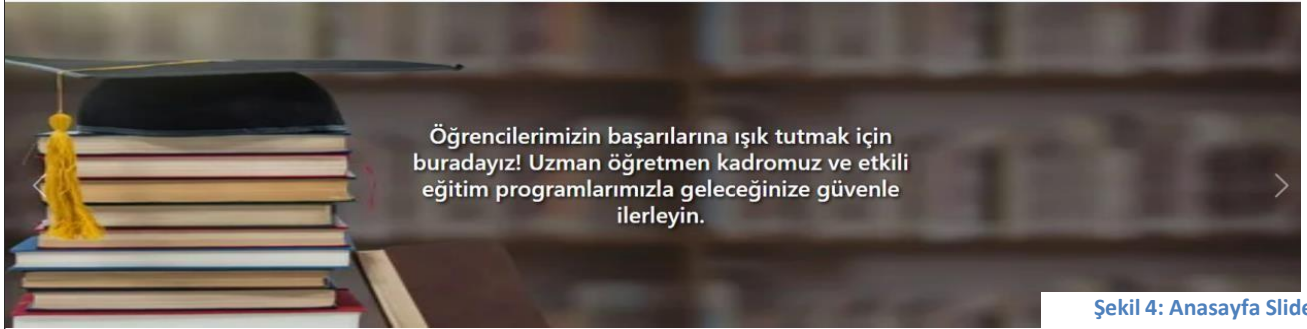 Öğrencilerimizin başarılarına ışık tutmak için
buradayız! Uzman öğretmen kadromuz ve etkili
eğitim programlarımızla geleceğinize güvenle
ilerleyin.
Şekil 4: Anasayfa Slide